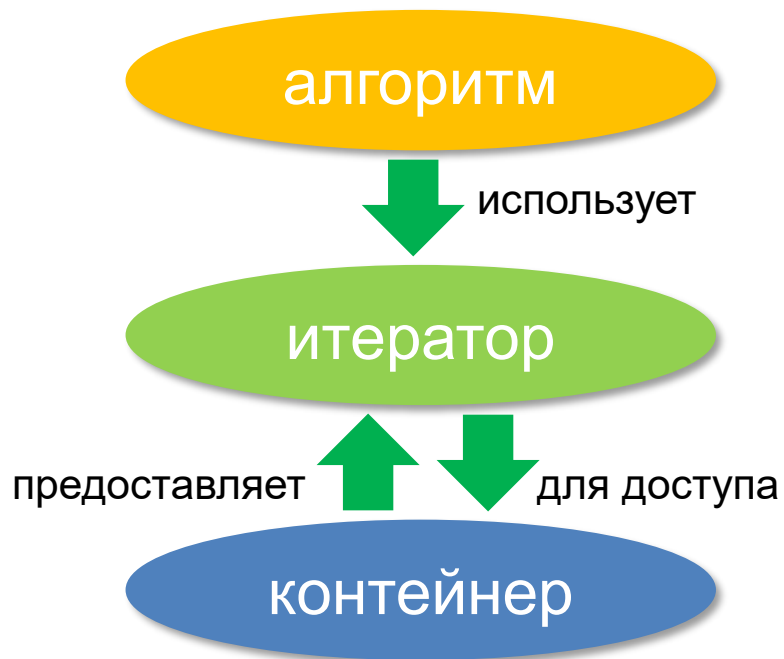 алгоритм
использует
итератор
предоставляет
для доступа
контейнер